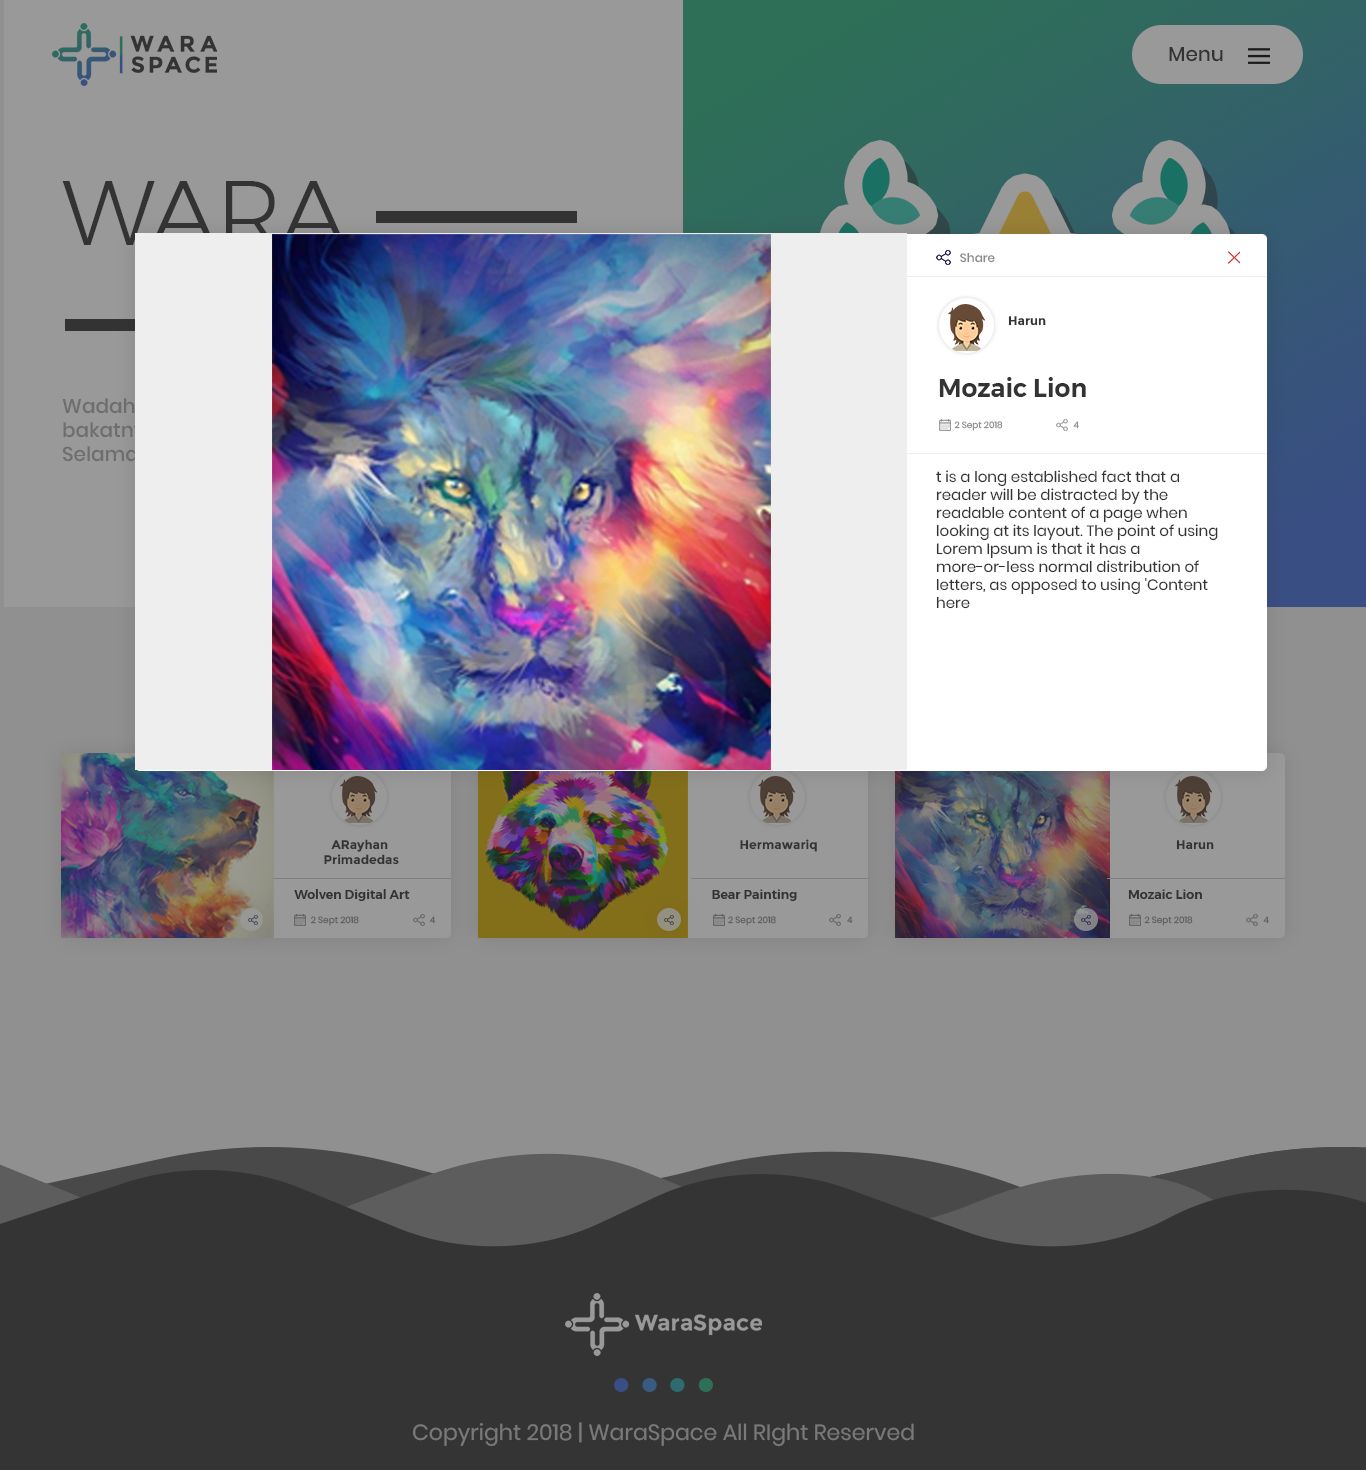 WARA
SPACE
Menu
WARA
Wadah
Share
Harun
Mozaic Lion
2 Sept 2018
4
t is a long established fact that a
reader will be distracted by the
readable content of a page when
looking at its layout. The point of using
Lorem Ipsum is that it has a
more-or-less normal distribution of
letters, as opposed to using 'Content
here
ARayhan
Primadedas
Wolven Digital Art
2 Sept 2018
4
Hermawariq
Bear Painting
2 Sept 2018
4
Harun
Mozaic Lion
2 Sept 2018
4
WaraSpace
Copyright 2018 | WaraSpace All RIght Reserved